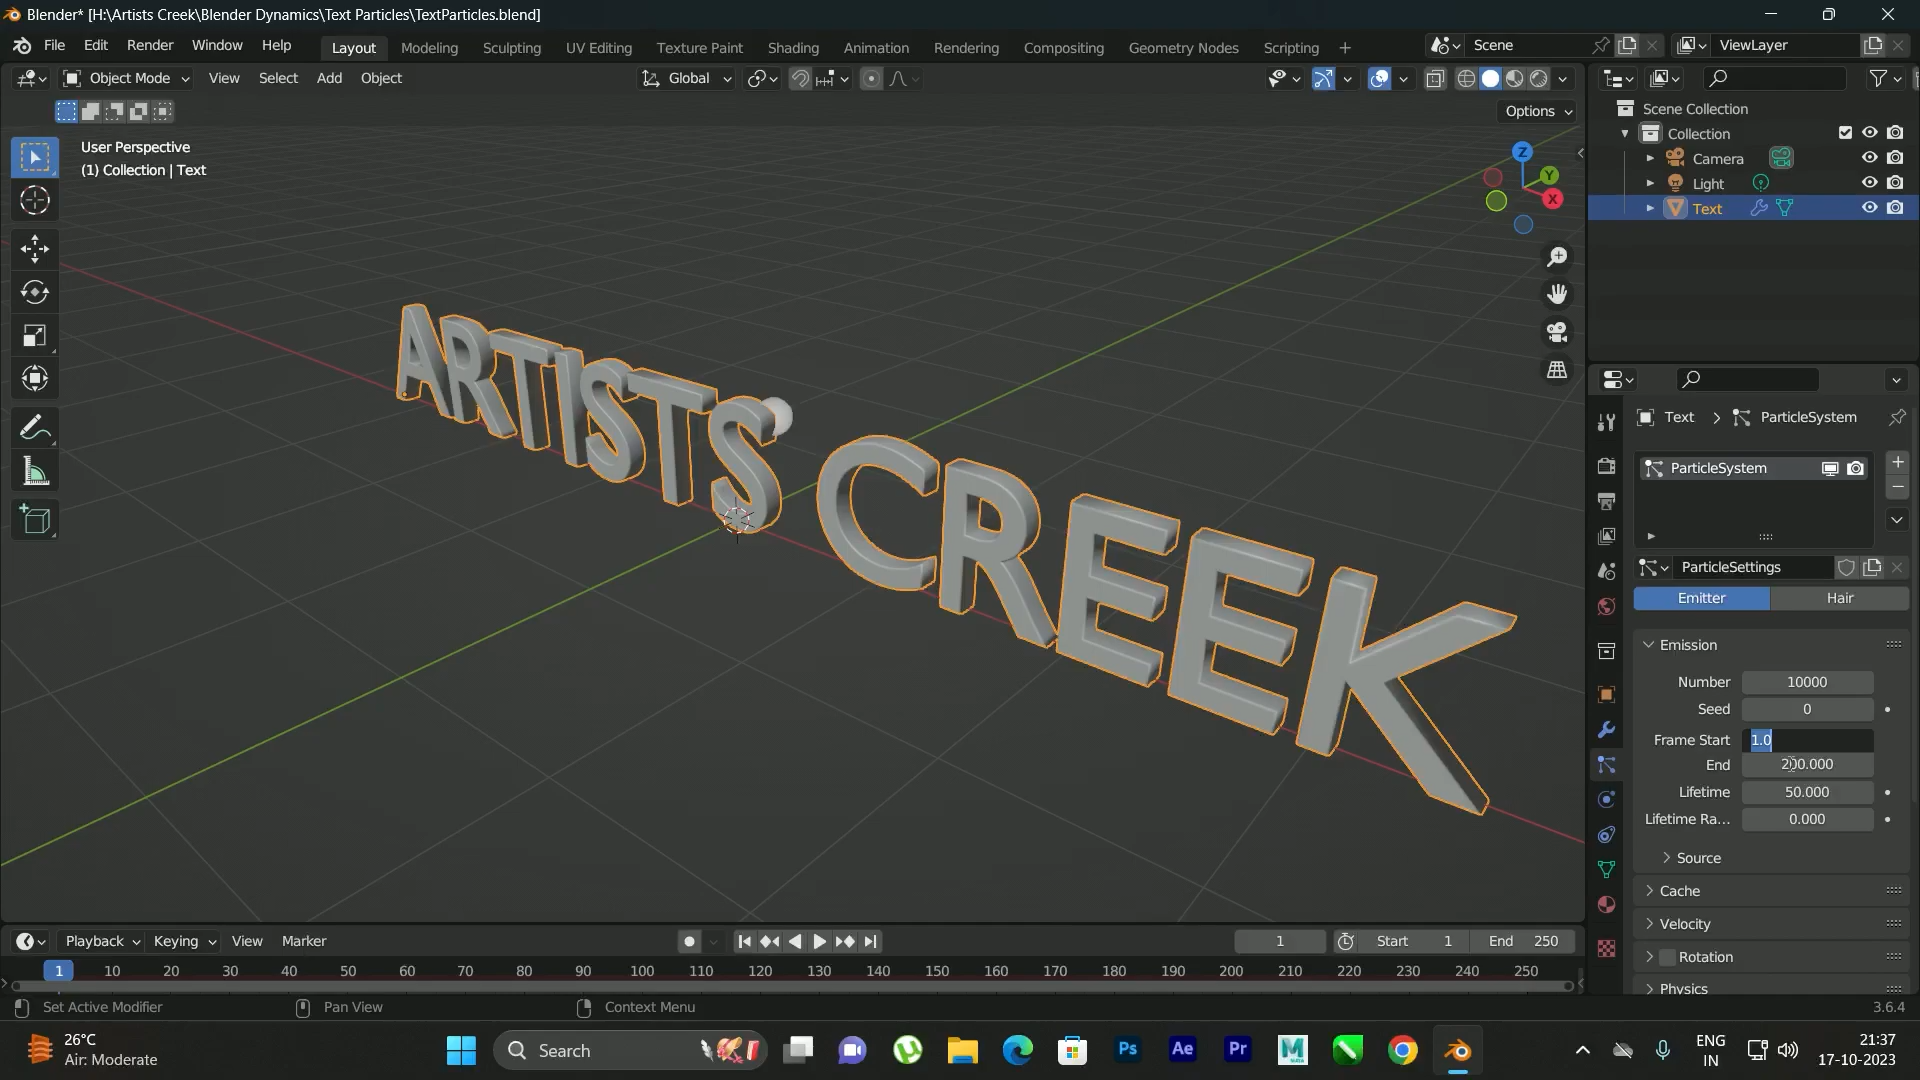 Blender* [H:\Artists Creek\Blender Dynamics\Text Particles\TextParticles.blend]
File Edit Render Window Help Layout Modeling Sculpting UV Editing Texture Paint Shading Animation Rendering Compositing Geometry Nodes Scripting + Scene ViewLayer
Object Mode View Select Add Object Global
Options
User Perspective
(1) Collection | Text
Z
Y
X
ARTISTS CREEK
Scene Collection
Collection
Camera
Light
Text
Text > ParticleSystem
ParticleSystem
ParticleSettings
Emitter Hair
Emission
Number 10000
Seed 0
Frame Start 1.0
End 200.000
Lifetime 50.000
Lifetime Ra... 0.000
Source
Cache
Velocity
Rotation
Physics
Playback Keying View Marker 1 Start 1 End 250
1 10 20 30 40 50 60 70 80 90 100 110 120 130 140 150 160 170 180 190 200 210 220 230 240 250
Set Active Modifier Pan View Context Menu 3.6.4
26°C
Air: Moderate
Search
Ps Ae Pr M
ENG
IN
21:37
17-10-2023